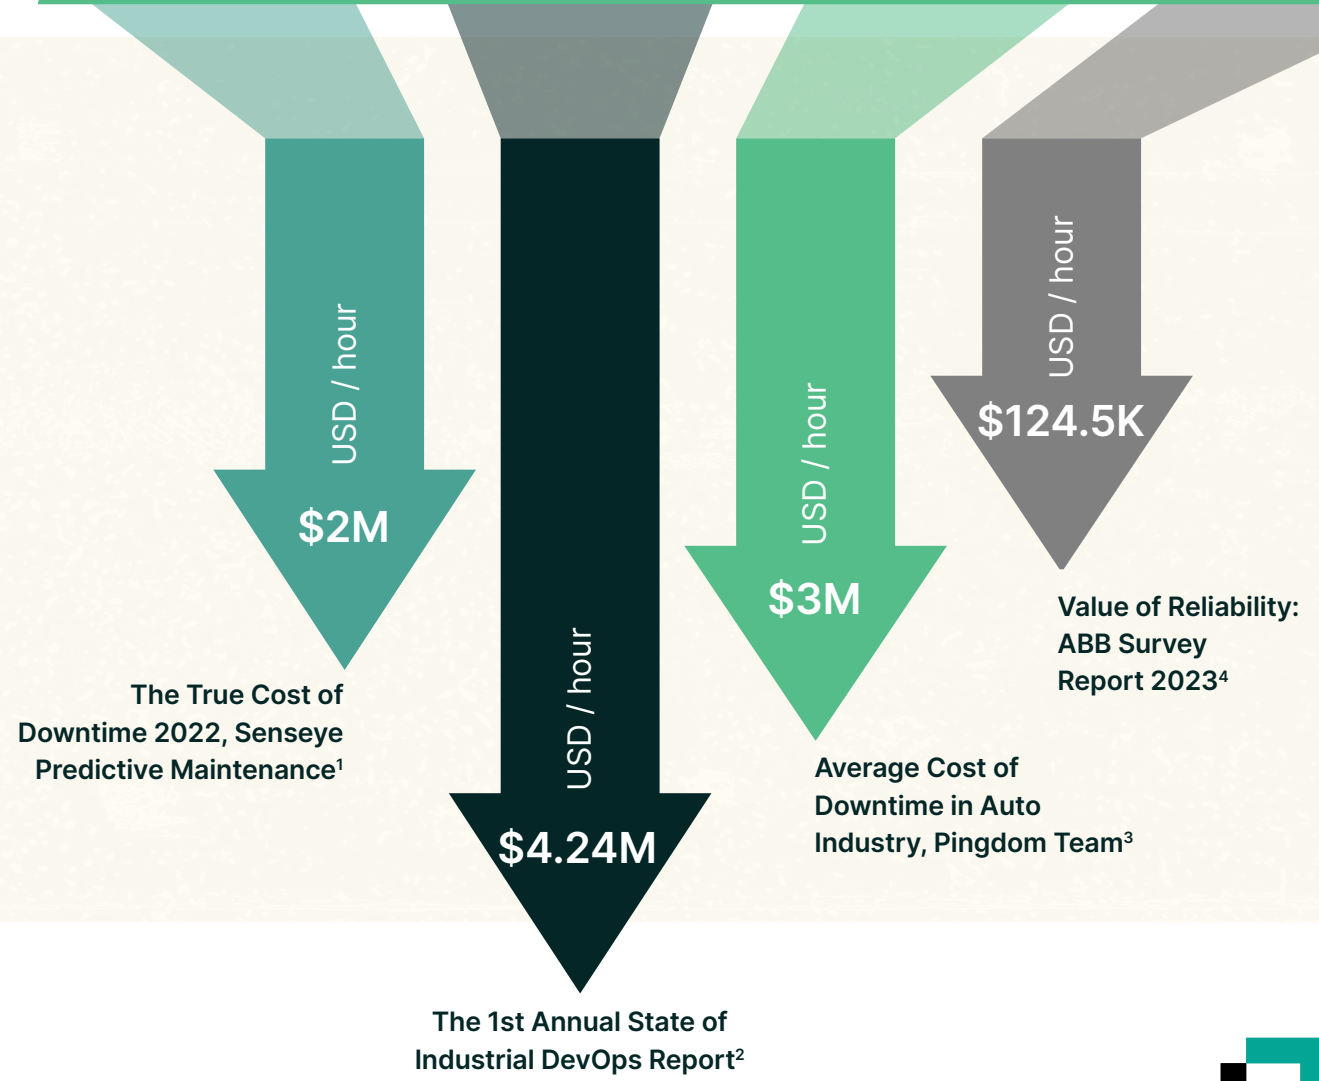 USD / hour
$2M
The True Cost of
Downtime 2022, Senseye
Predictive Maintenance¹
USD / hour
$4.24M
The 1st Annual State of
Industrial DevOps Report²
USD / hour
$3M
Average Cost of
Downtime in Auto
Industry, Pingdom Team³
USD / hour
$124.5K
Value of Reliability:
ABB Survey
Report 2023⁴